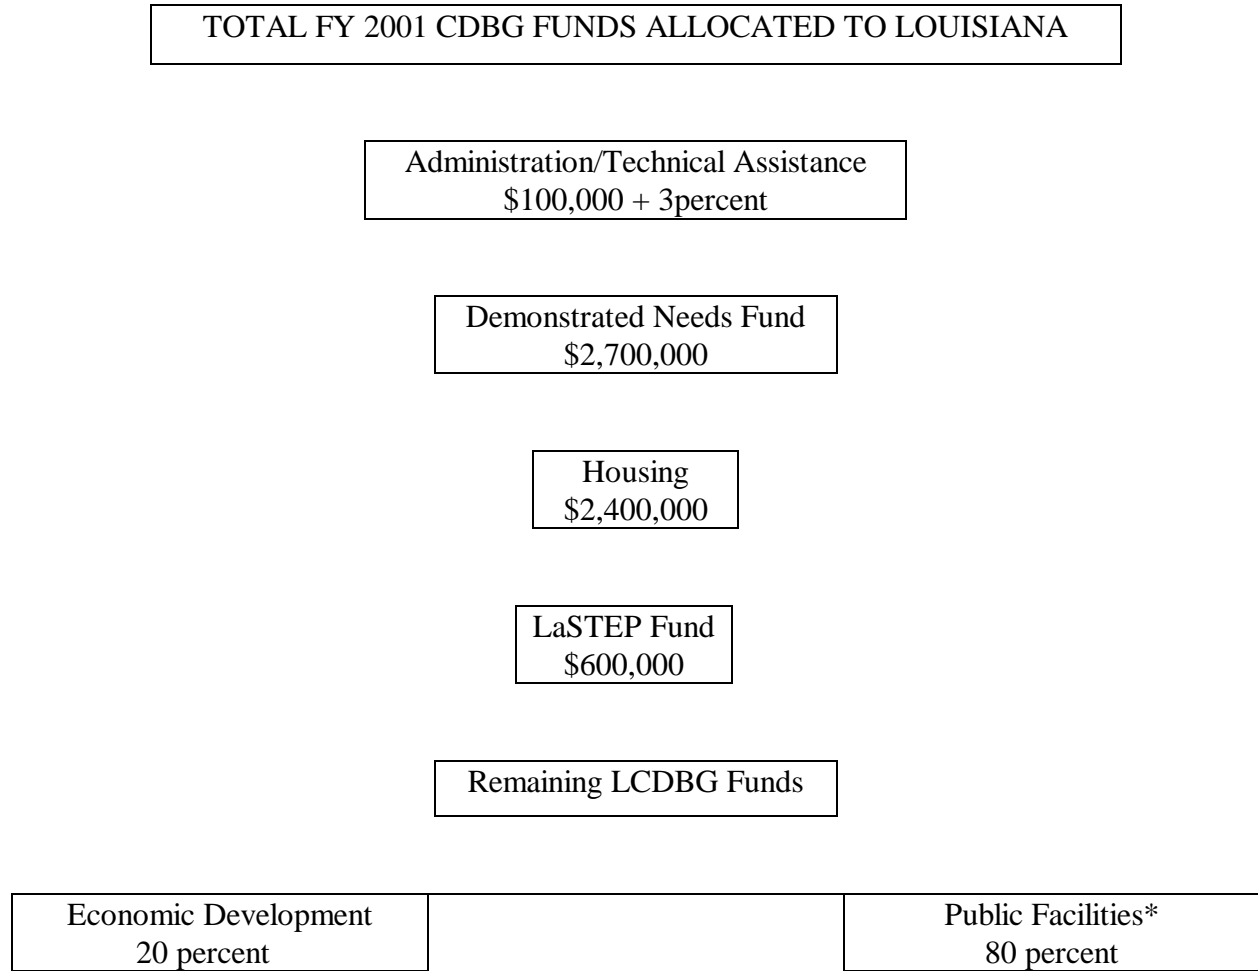 TOTAL FY 2001 CDBG FUNDS ALLOCATED TO LOUISIANA
Administration/Technical Assistance
$100,000 + 3percent
Demonstrated Needs Fund
$2,700,000
Housing
$2,400,000
LaSTEP Fund
$600,000
Remaining LCDBG Funds
Economic Development
20 percent
Public Facilities*
80 percent